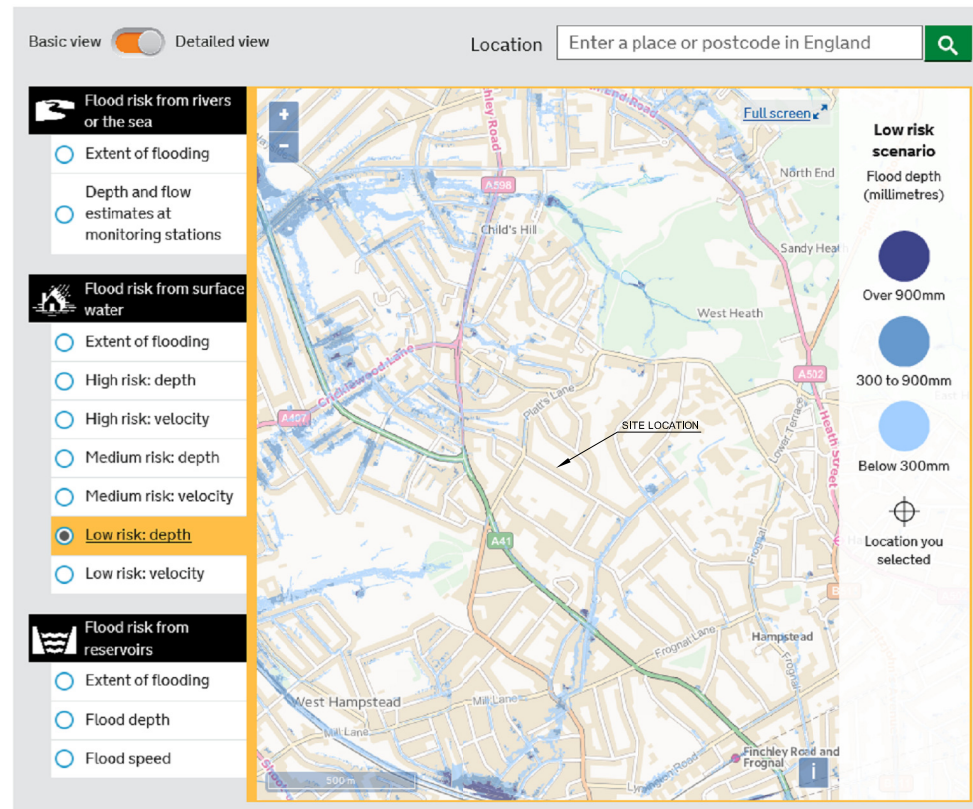 Basic view
Detailed view
Location
Enter a place or postcode in England
Flood risk from rivers
or the sea
Extent of flooding
Depth and flow
estimates at
monitoring stations
Flood risk from surface
water
Extent of flooding
High risk: depth
High risk: velocity
Medium risk: depth
Medium risk: velocity
Low risk: depth
Low risk: velocity
Flood risk from
reservoirs
Extent of flooding
Flood depth
Flood speed
+
-
Full screen
North End
A598
Child's Hill
Sandy Heath
West Heath
Cricklewood Lane
A502
A407
Platt's Lane
SITE LOCATION
Lower Terrace
Heath Street
A41
Frognal
Frognal Lane
Hampstead
Frognal
West Hampstead
Mill Lane
Mill Lane
Finchley Road and
Frognal
500 m
i
Low risk
scenario
Flood depth
(millimetres)
Over 900mm
300 to 900mm
Below 300mm
Location you
selected